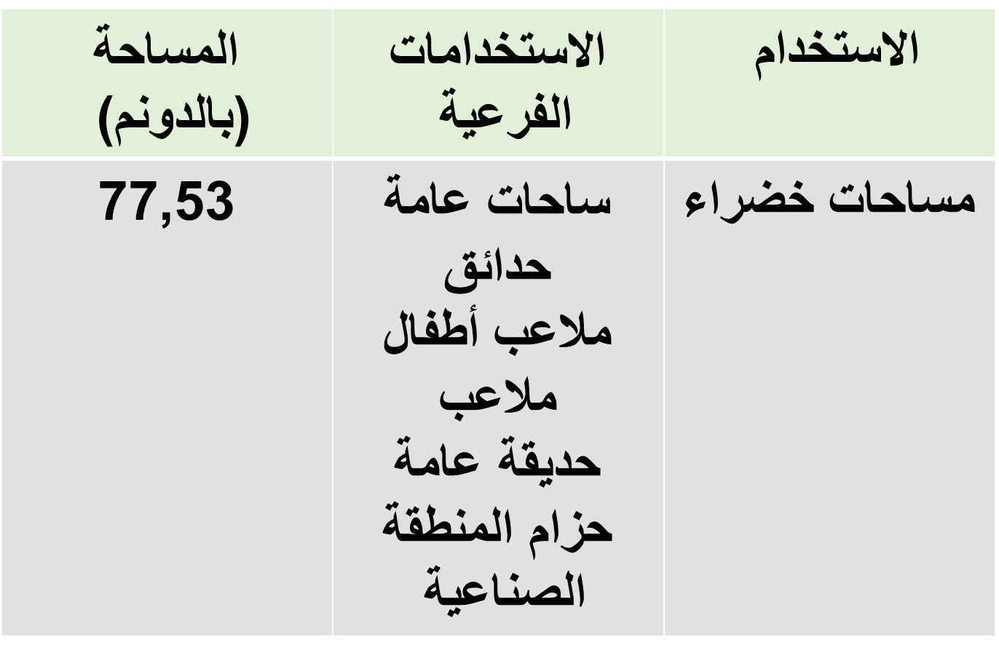 الاستخدام
الاستخدامات
الفرعية
المساحة
(بالدونم)
مساحات خضراء
ساحات عامة
حدائق
ملاعب أطفال
ملاعب
حديقة عامة
حزام المنطقة
الصناعية
77,53